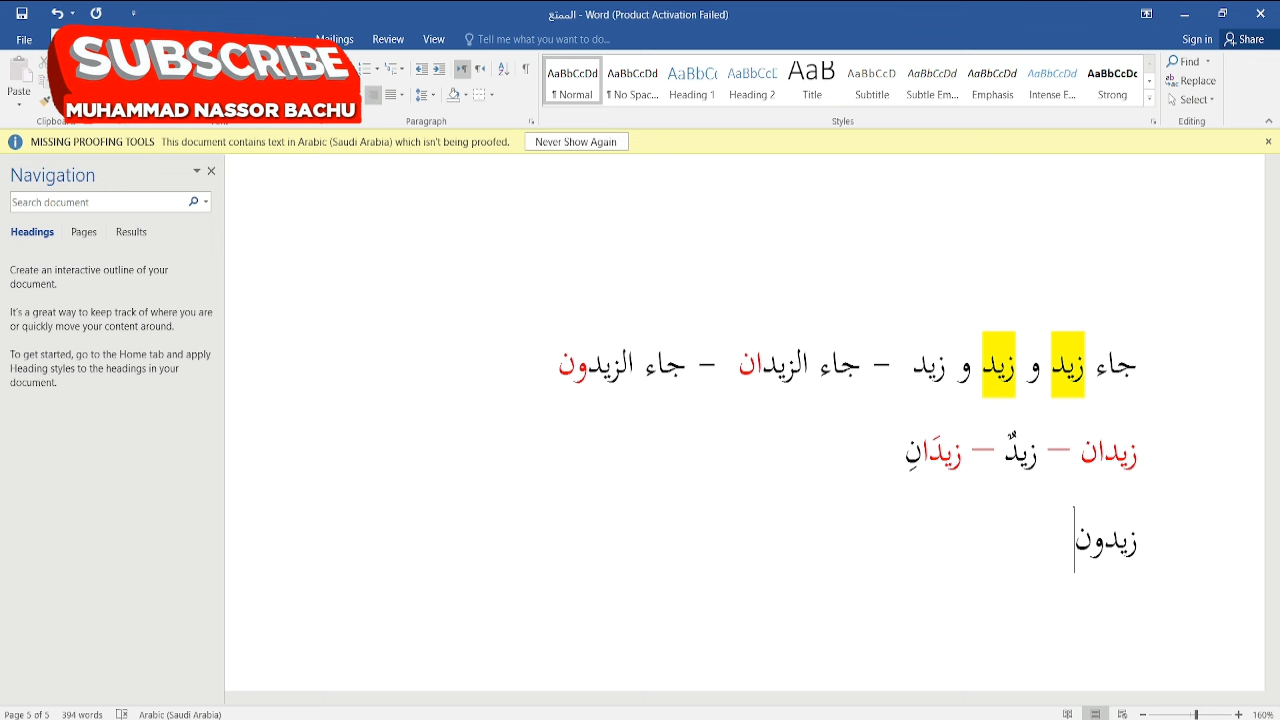 الممتع - Word (Product Activation Failed)
File
Mailings Review View Tell me what you want to do... Sign in Share
SUBSCRIBE
MUHAMMAD NASSOR BACHU
Paste
Paragraph
AaBbCcDd AaBbCcDd AaBbCc AaBbCcD AaB AaBbCcD AaBbCcDd AaBbCcDd AaBbCcDd AaBbCcDc
¶ Normal ¶ No Spac... Heading 1 Heading 2 Title Subtitle Subtle Em... Emphasis Intense E... Strong
Styles
Find
Replace
Select
Editing
MISSING PROOFING TOOLS This document contains text in Arabic (Saudi Arabia) which isn't being proofed. Never Show Again
Navigation
Search document
Headings Pages Results
Create an interactive outline of your
document.
It's a great way to keep track of where you are
or quickly move your content around.
To get started, go to the Home tab and apply
Heading styles to the headings in your
document.
جاء زيد و زيد و زيد – جاء الزيدان – جاء الزيدون
زيدان – زيدٌ – زيدَانِ
زيدون
Page 5 of 5 394 words Arabic (Saudi Arabia) 160%